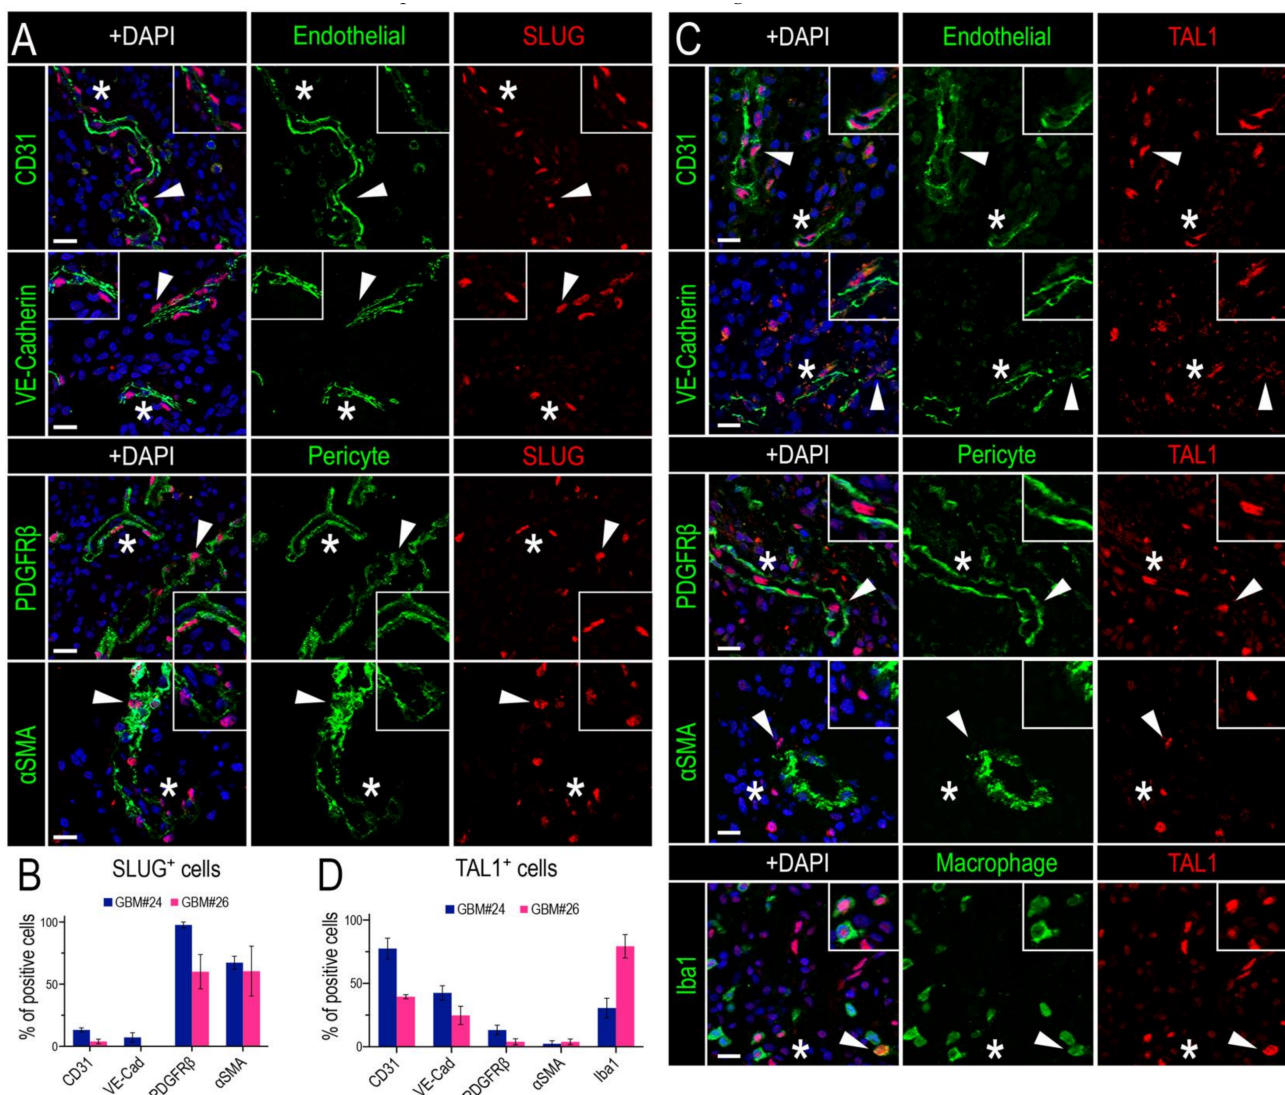 A
+DAPI Endothelial SLUG
CD31
VE-Cadherin
+DAPI Pericyte SLUG
PDGFRβ
αSMA
B
SLUG+ cells
GBM#24 GBM#26
% of positive cells
100
50
0
CD31 VE-Cad PDGFRβ αSMA
D
TAL1+ cells
GBM#24 GBM#26
% of positive cells
100
50
0
CD31 VE-Cad PDGFRβ αSMA Iba1
C
+DAPI Endothelial TAL1
CD31
VE-Cadherin
+DAPI Pericyte TAL1
PDGFRβ
αSMA
+DAPI Macrophage TAL1
Iba1